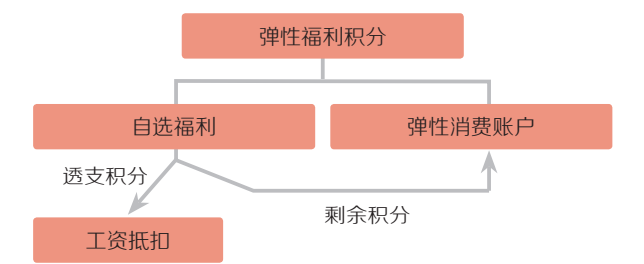 弹性福利积分
自选福利
弹性消费账户
透支积分
剩余积分
工资抵扣